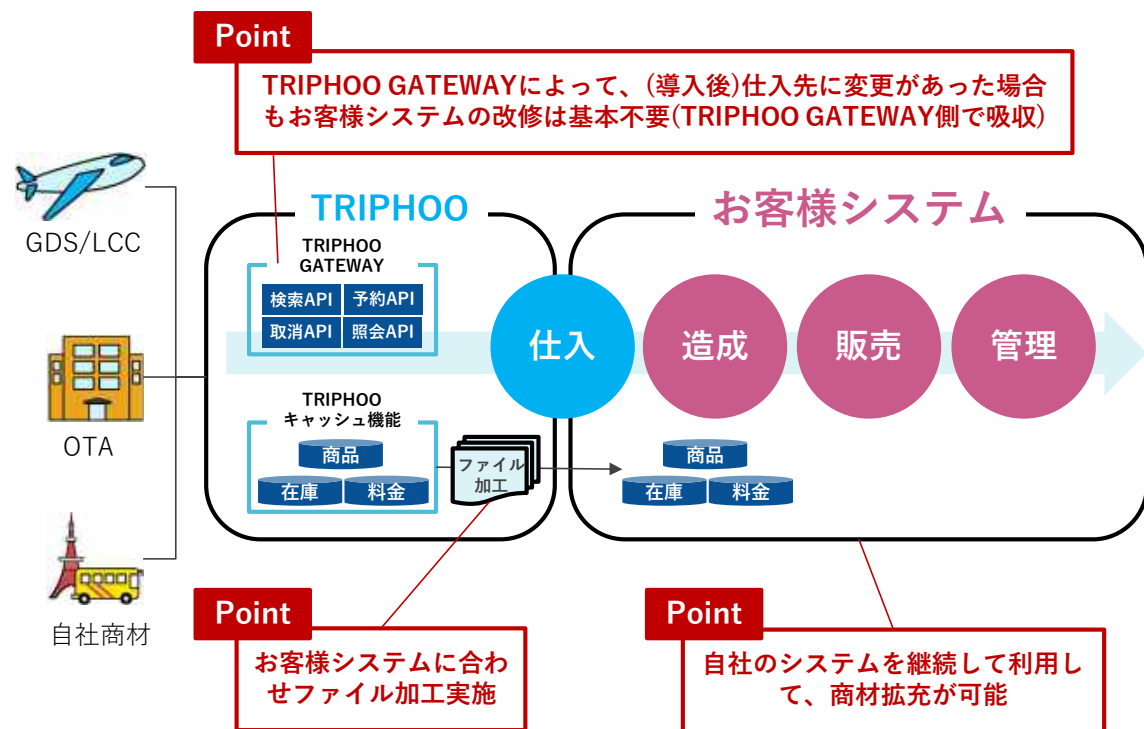 Point
TRIPHOO GATEWAYによって、(導入後)仕入先に変更があった場合
もお客様システムの改修は基本不要(TRIPHOO GATEWAY側で吸収)
GDS/LCC
OTA
自社商材
TRIPHOO
TRIPHOO
GATEWAY
検索API
予約API
取消API
照会API
TRIPHOO
キャッシュ機能
商品
在庫
料金
ファイル
加工
仕入
お客様システム
造成
販売
管理
商品
在庫
料金
Point
お客様システムに合わ
せファイル加工実施
Point
自社のシステムを継続して利用し
て、商材拡充が可能